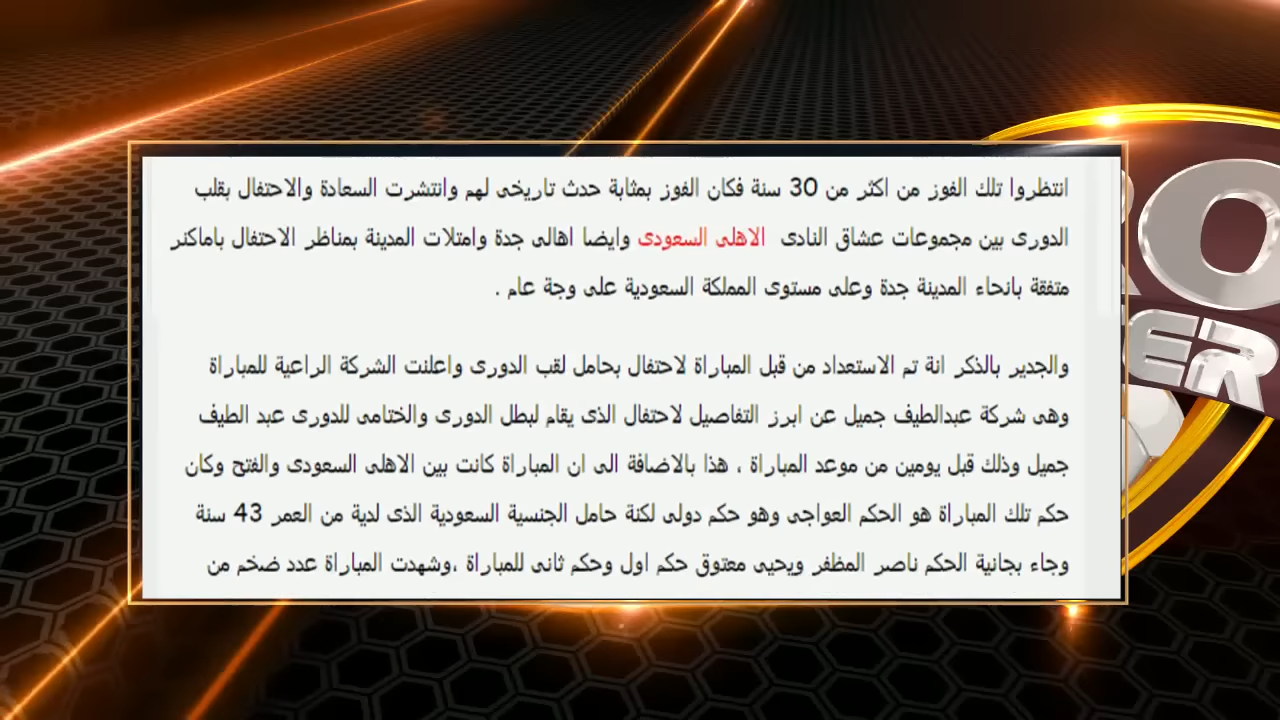 انتظروا تلك الفوز من اكثر من 30 سنة فكان الفوز بمثابة حدث تاريخى لهم وانتشرت السعادة والاحتفال بقلب
الدورى بين مجموعات عشاق النادى الاهلى السعودى وايضا اهالى جدة وامتلات المدينة بمناظر الاحتفال باماكنر
متفقة بانحاء المدينة جدة وعلى مستوى المملكة السعودية على وجة عام .
والجدير بالذكر انة تم الاستعداد من قبل المباراة لاحتفال بحامل لقب الدورى واعلنت الشركة الراعية للمباراة
وهى شركة عبدالطيف جميل عن ابرز التفاصيل لاحتفال الذى يقام لبطل الدورى والختامى للدورى عبد الطيف
جميل وذلك قبل يومين من موعد المباراة ، هذا بالاضافة الى ان المباراة كانت بين الاهلى السعودى والفتح وكان
حكم تلك المباراة هو الحكم العواجى وهو حكم دولى لكنة حامل الجنسية السعودية الذى لدية من العمر 43 سنة
وجاء بجانية الحكم ناصر المظفر ويحيى معتوق حكم اول وحكم ثانى للمباراة ،وشهدت المباراة عدد ضخم من